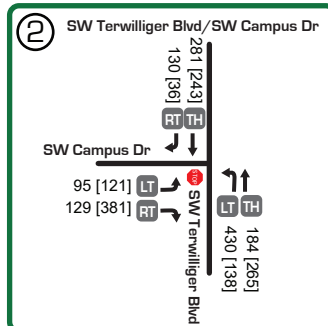 2
SW Terwilliger Blvd/SW Campus Dr
130 [36]
281 [243]
RT TH
SW Campus Dr
STOP
95 [121] LT
129 [381] RT
SW Terwilliger Blvd
LT TH
430 [138]
184 [265]